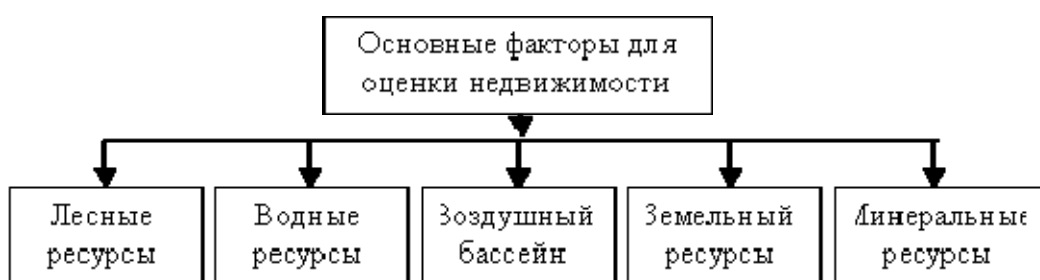 Основные факторы для
оценки недвижимости
Лесные
ресурсы
Водные
ресурсы
Воздушный
бассейн
Земельный
ресурсы
Минеральные
ресурсы